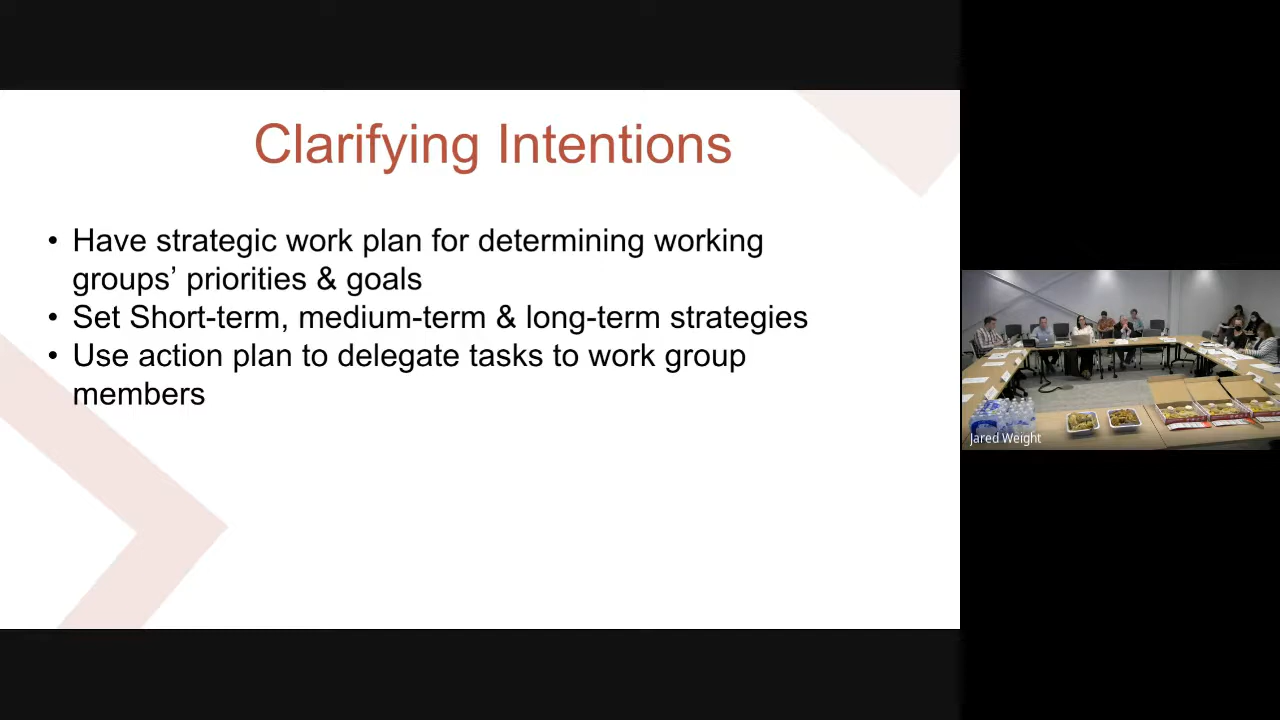 Clarifying Intentions
• Have strategic work plan for determining working
groups’ priorities & goals
• Set Short-term, medium-term & long-term strategies
• Use action plan to delegate tasks to work group
members
Jared Weight